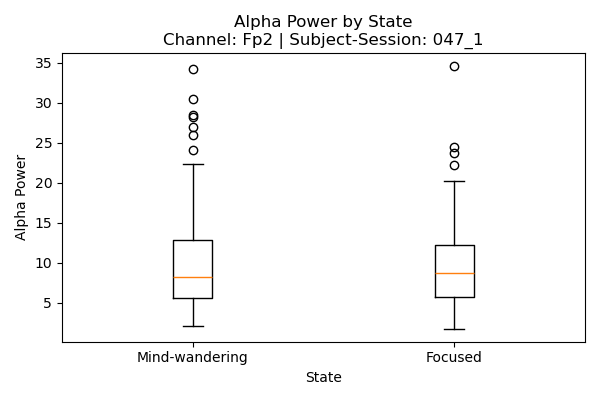 Alpha Power by State
Channel: Fp2 | Subject-Session: 047_1
Alpha Power
35
30
25
20
15
10
5
Mind-wandering
Focused
State